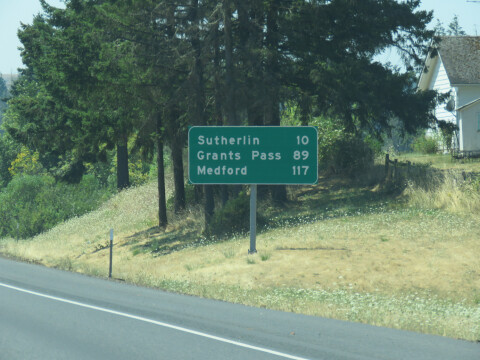 Sutherlin 10
Grants Pass 89
Medford 117